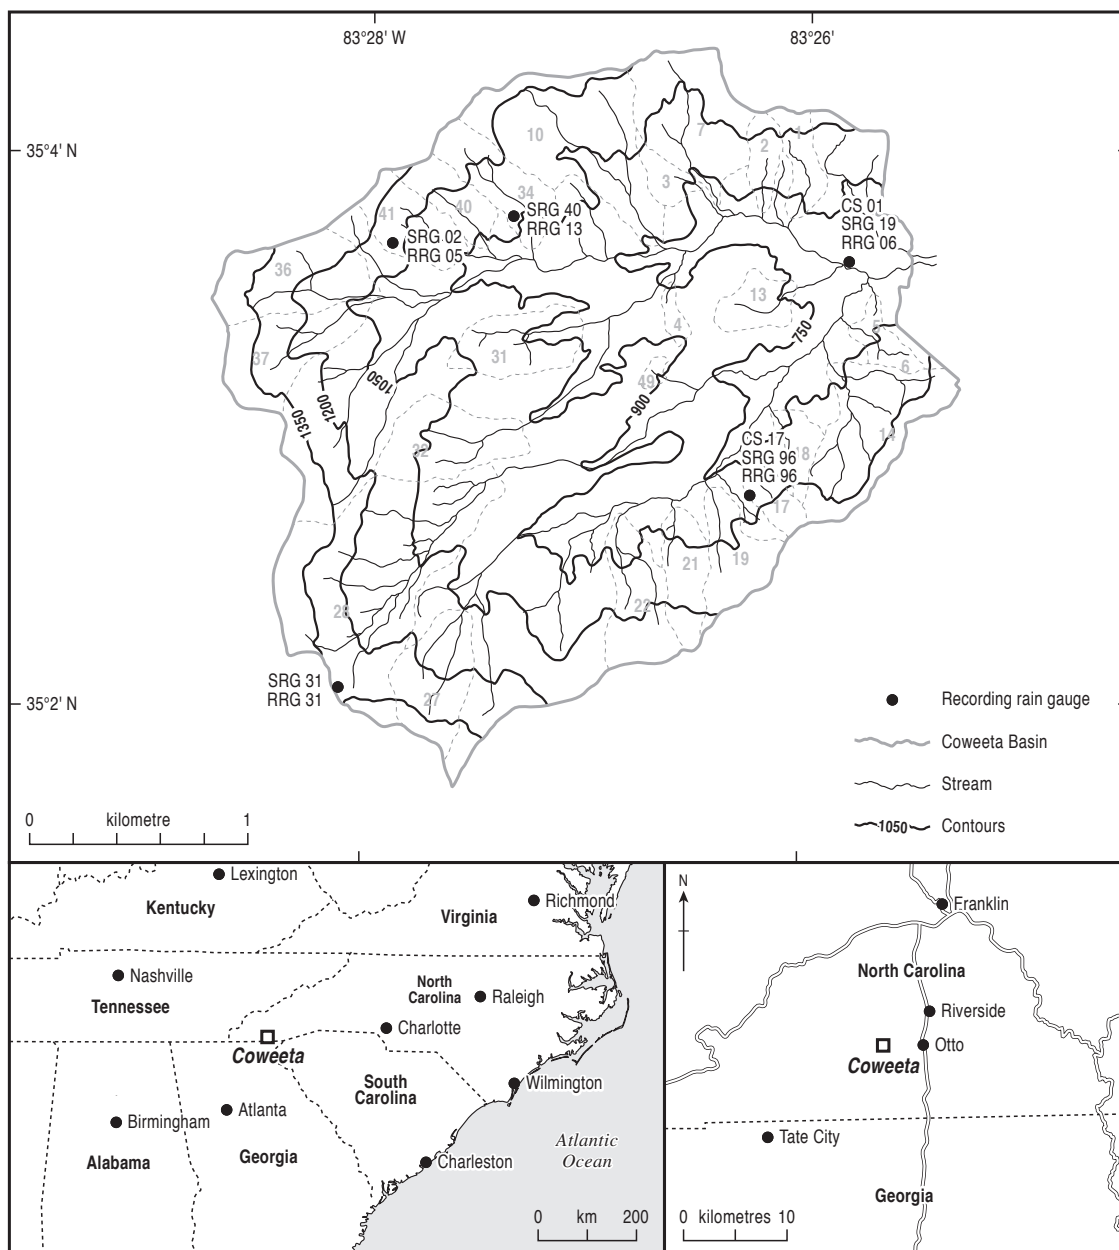 83°28' W
83°26'
35°4' N
35°2' N
10
7
2
1
3
34
40
41
36
37
31
13
4
49
5
6
14
18
17
19
21
22
32
28
27
SRG 40
RRG 13
SRG 02
RRG 05
CS 01
SRG 19
RRG 06
CS 17
SRG 96
RRG 96
SRG 31
RRG 31
1050
1200
1350
900
750
Recording rain gauge
Coweeta Basin
Stream
1050 Contours
0 kilometre 1
Lexington
Kentucky
Virginia
Richmond
Nashville
Tennessee
North
Carolina
Raleigh
Charlotte
Coweeta
South
Carolina
Wilmington
Birmingham
Atlanta
Alabama
Georgia
Charleston
Atlantic
Ocean
0 km 200
N
Franklin
North Carolina
Riverside
Otto
Coweeta
Tate City
Georgia
0 kilometres 10